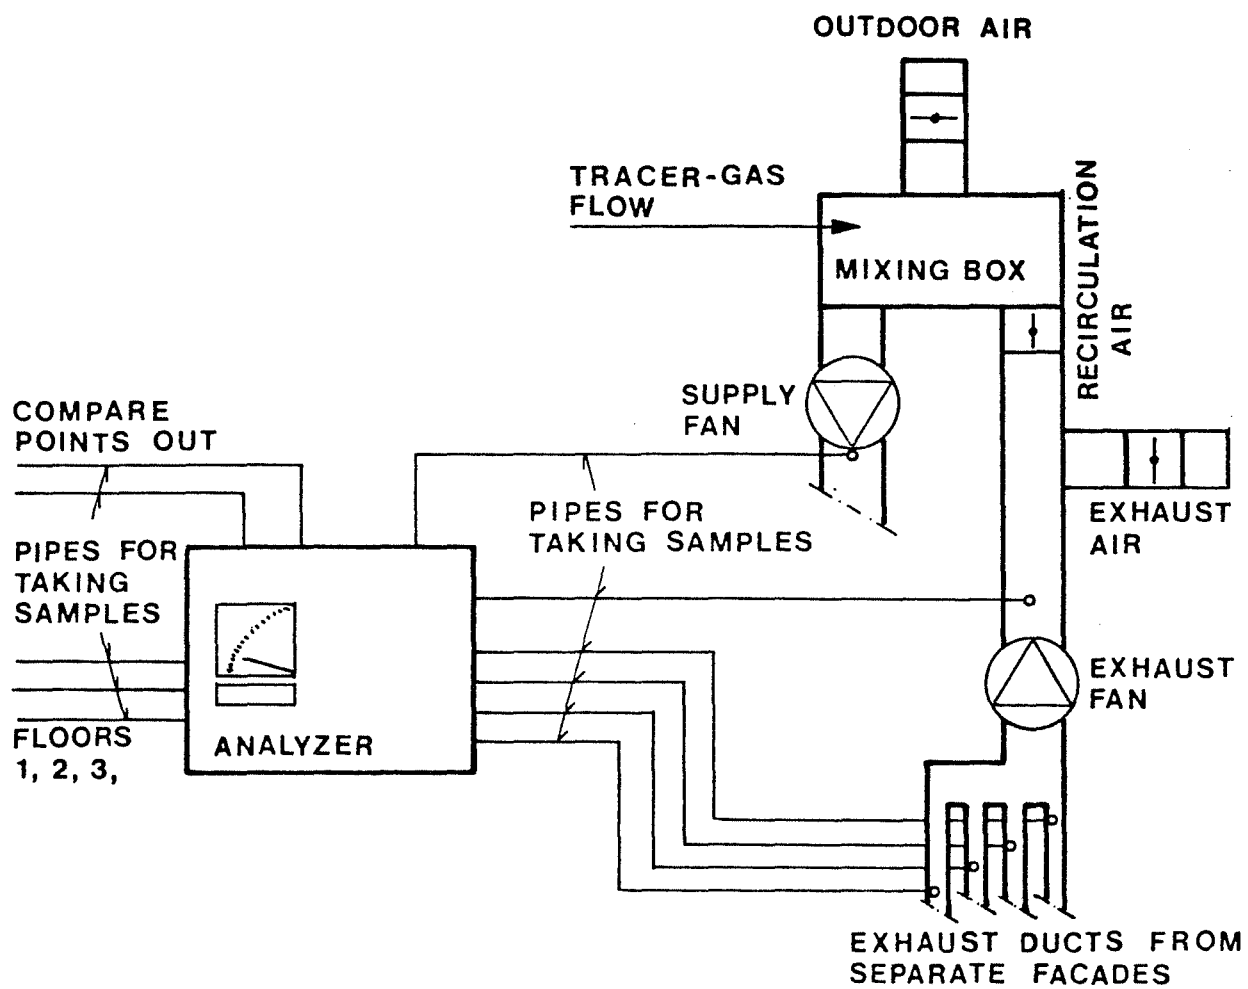 OUTDOOR AIR
TRACER-GAS
FLOW
MIXING BOX
RECIRCULATION
AIR
SUPPLY
FAN
COMPARE
POINTS OUT
EXHAUST
AIR
PIPES FOR
TAKING SAMPLES
PIPES FOR
TAKING
SAMPLES
EXHAUST
FAN
FLOORS
1, 2, 3,
ANALYZER
EXHAUST DUCTS FROM
SEPARATE FACADES